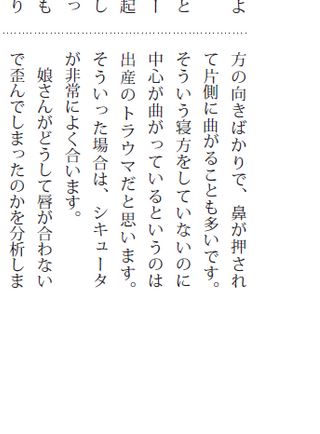 よ
と
ー
起
し
っ
も
り
方の向きばかりで、鼻が押され
て片側に曲がることも多いです。
そういう寝方をしていないのに
中心が曲がっているというのは
出産のトラウマだと思います。
そういった場合は、シキュータ
が非常によく合います。
娘さんがどうして唇が合わない
で歪んでしまったのかを分析しま